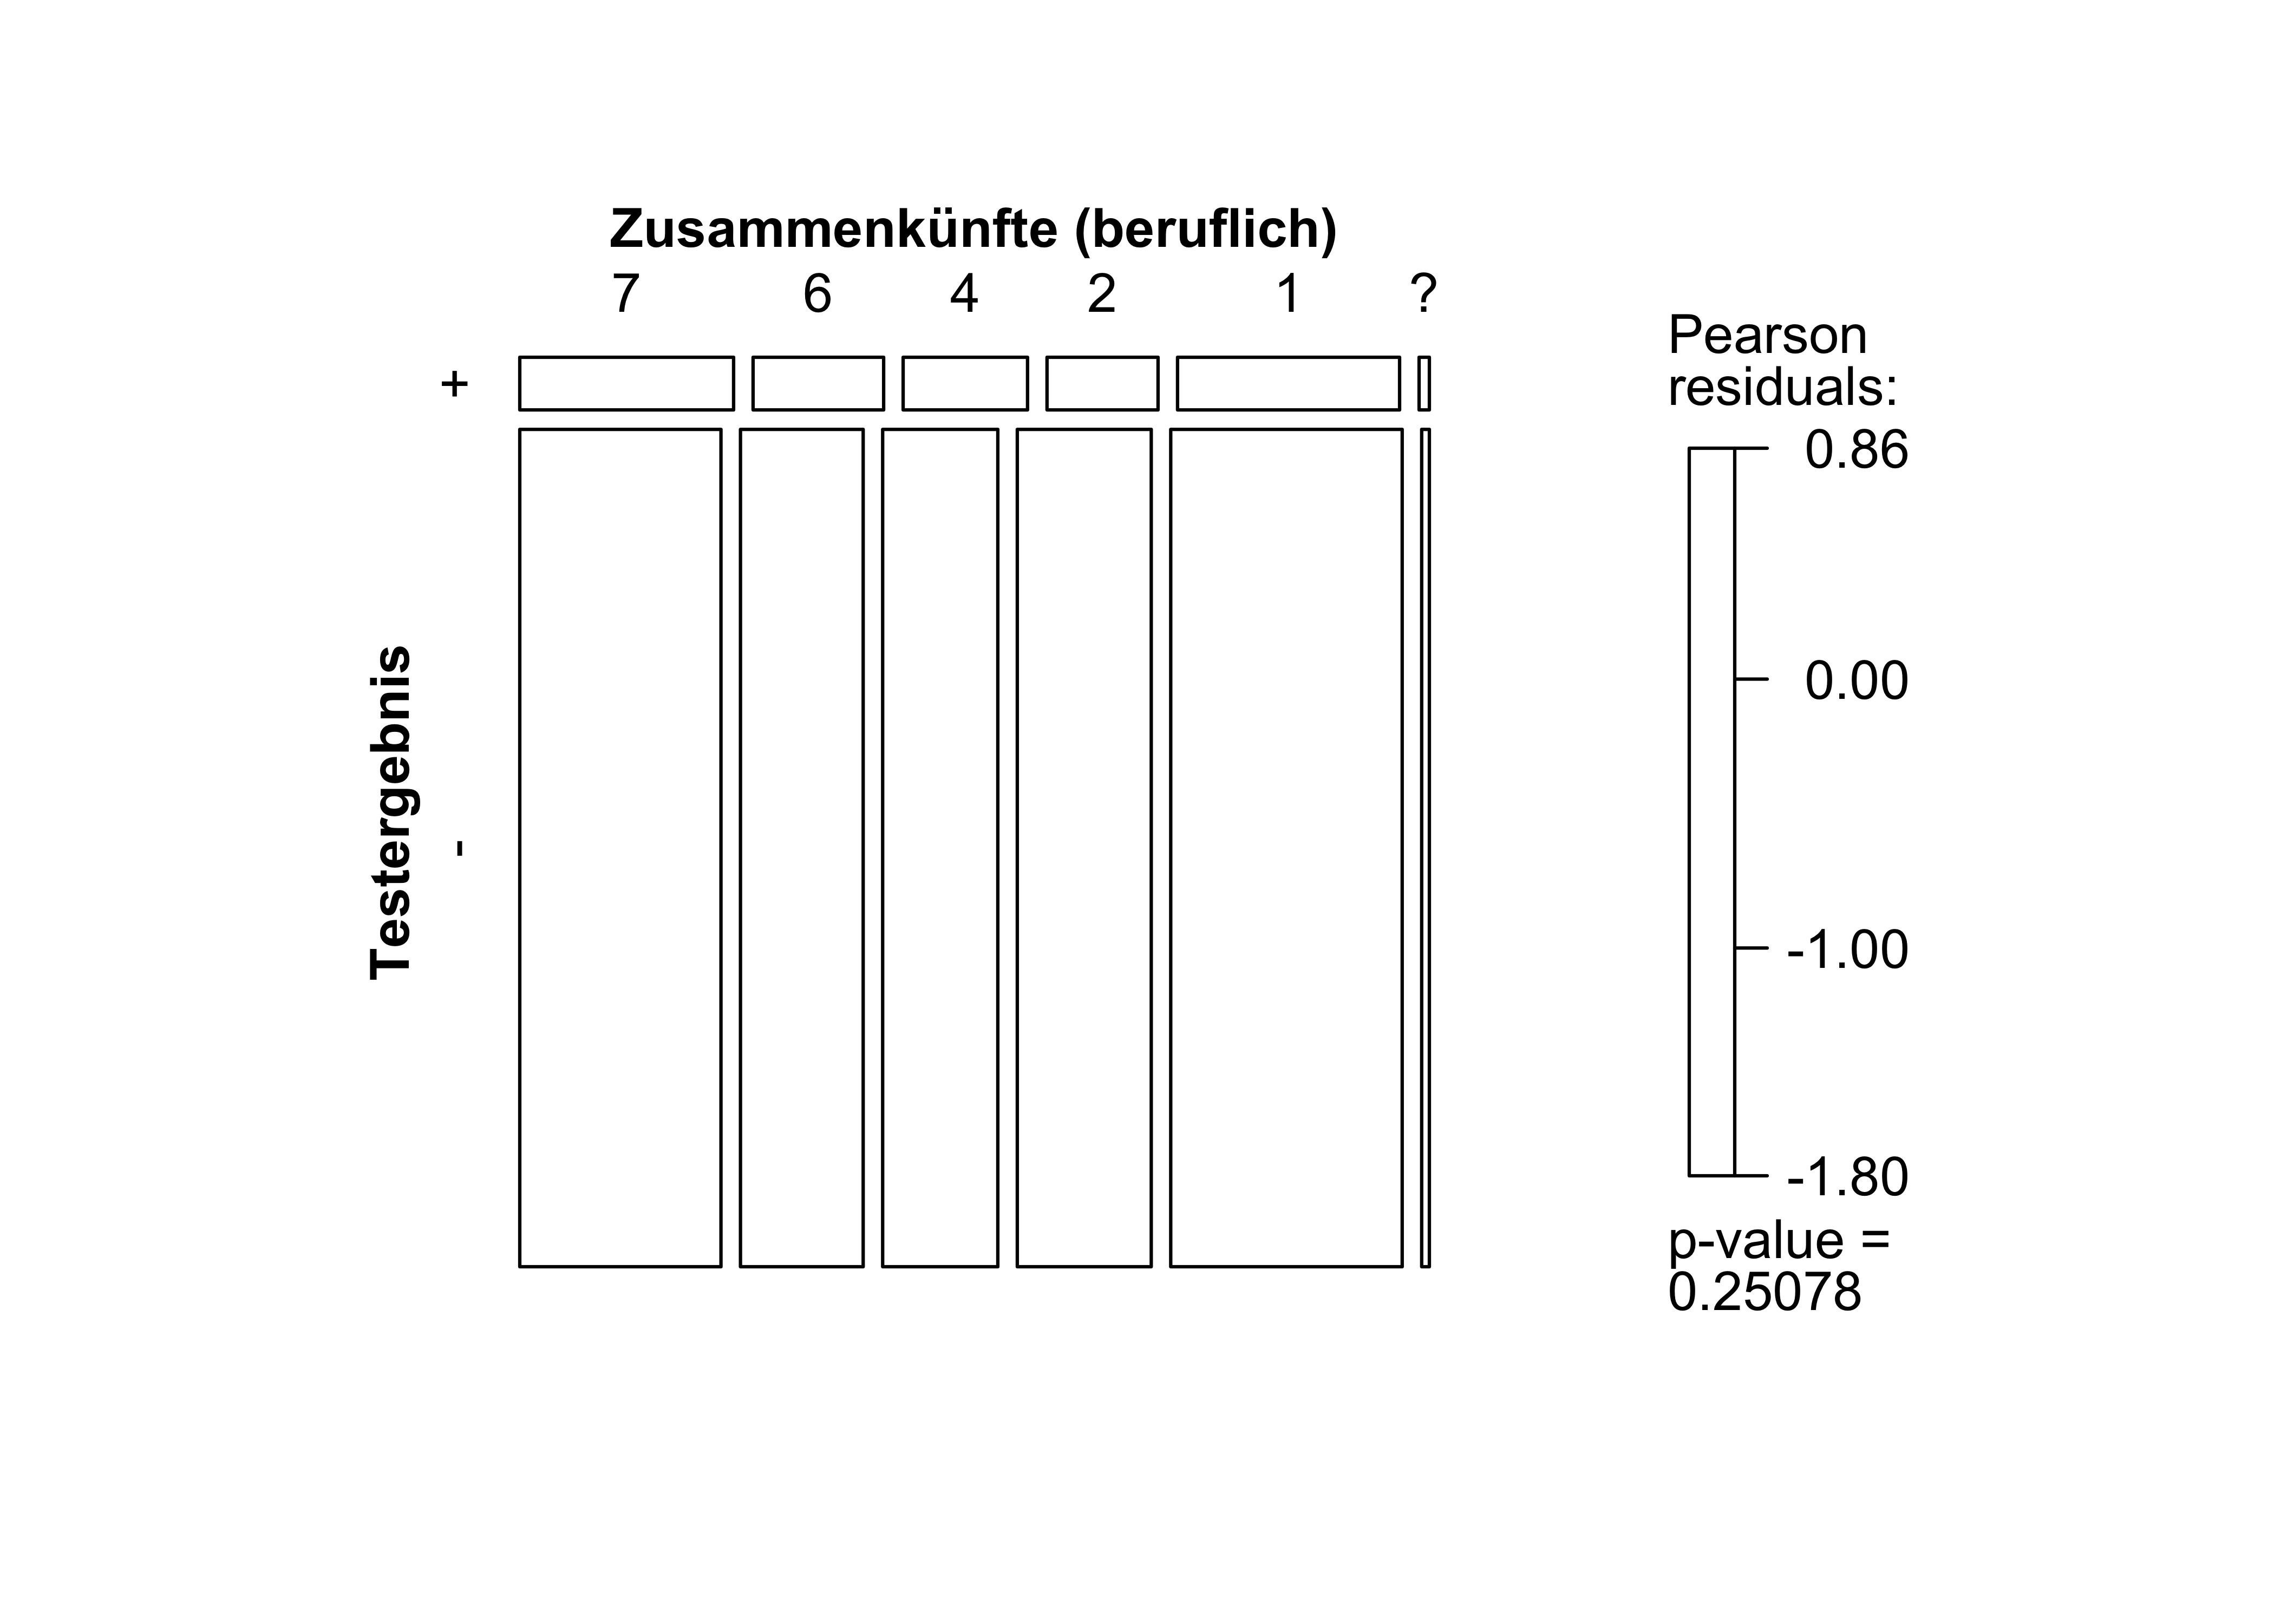 Zusammenkünfte (beruflich)
7 6 4 2 1 ?
+
-
Testergebnis
Pearson
residuals:
0.86
0.00
-1.00
-1.80
p-value =
0.25078